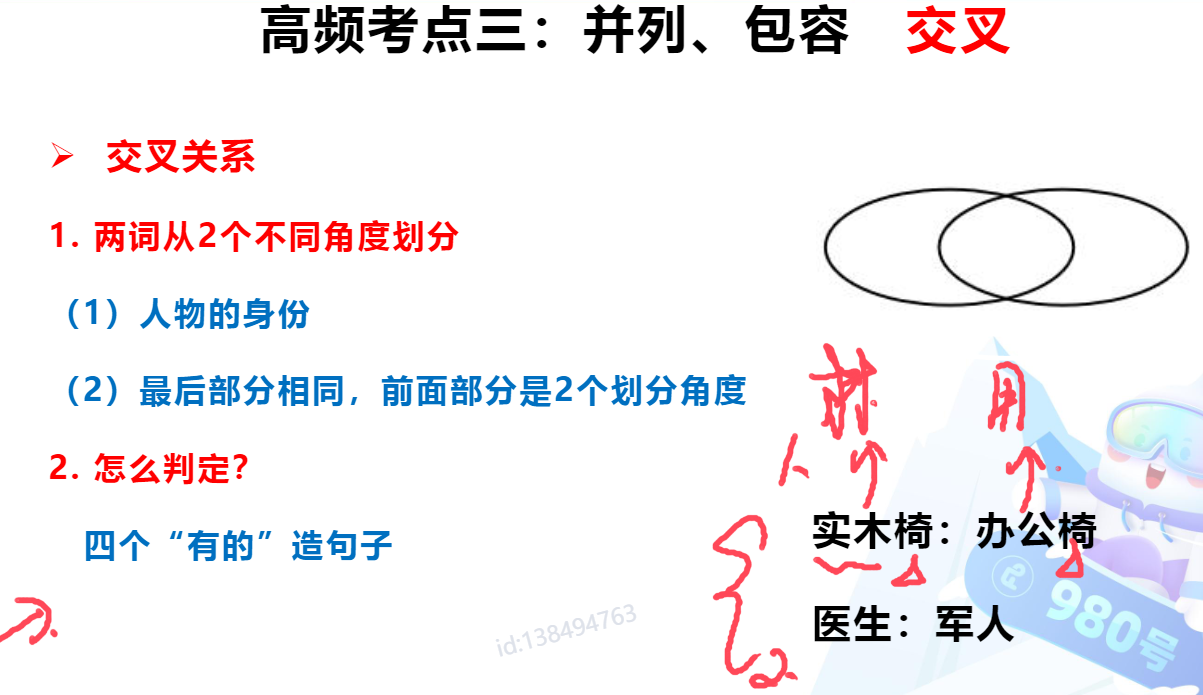 高频考点三：并列、包容 交叉
➢ 交叉关系
1. 两词从2个不同角度划分
（1）人物的身份
（2）最后部分相同，前面部分是2个划分角度
2. 怎么判定？
四个“有的”造句子
材 用
实木椅：办公椅
医生：军人
980号
id:138494763